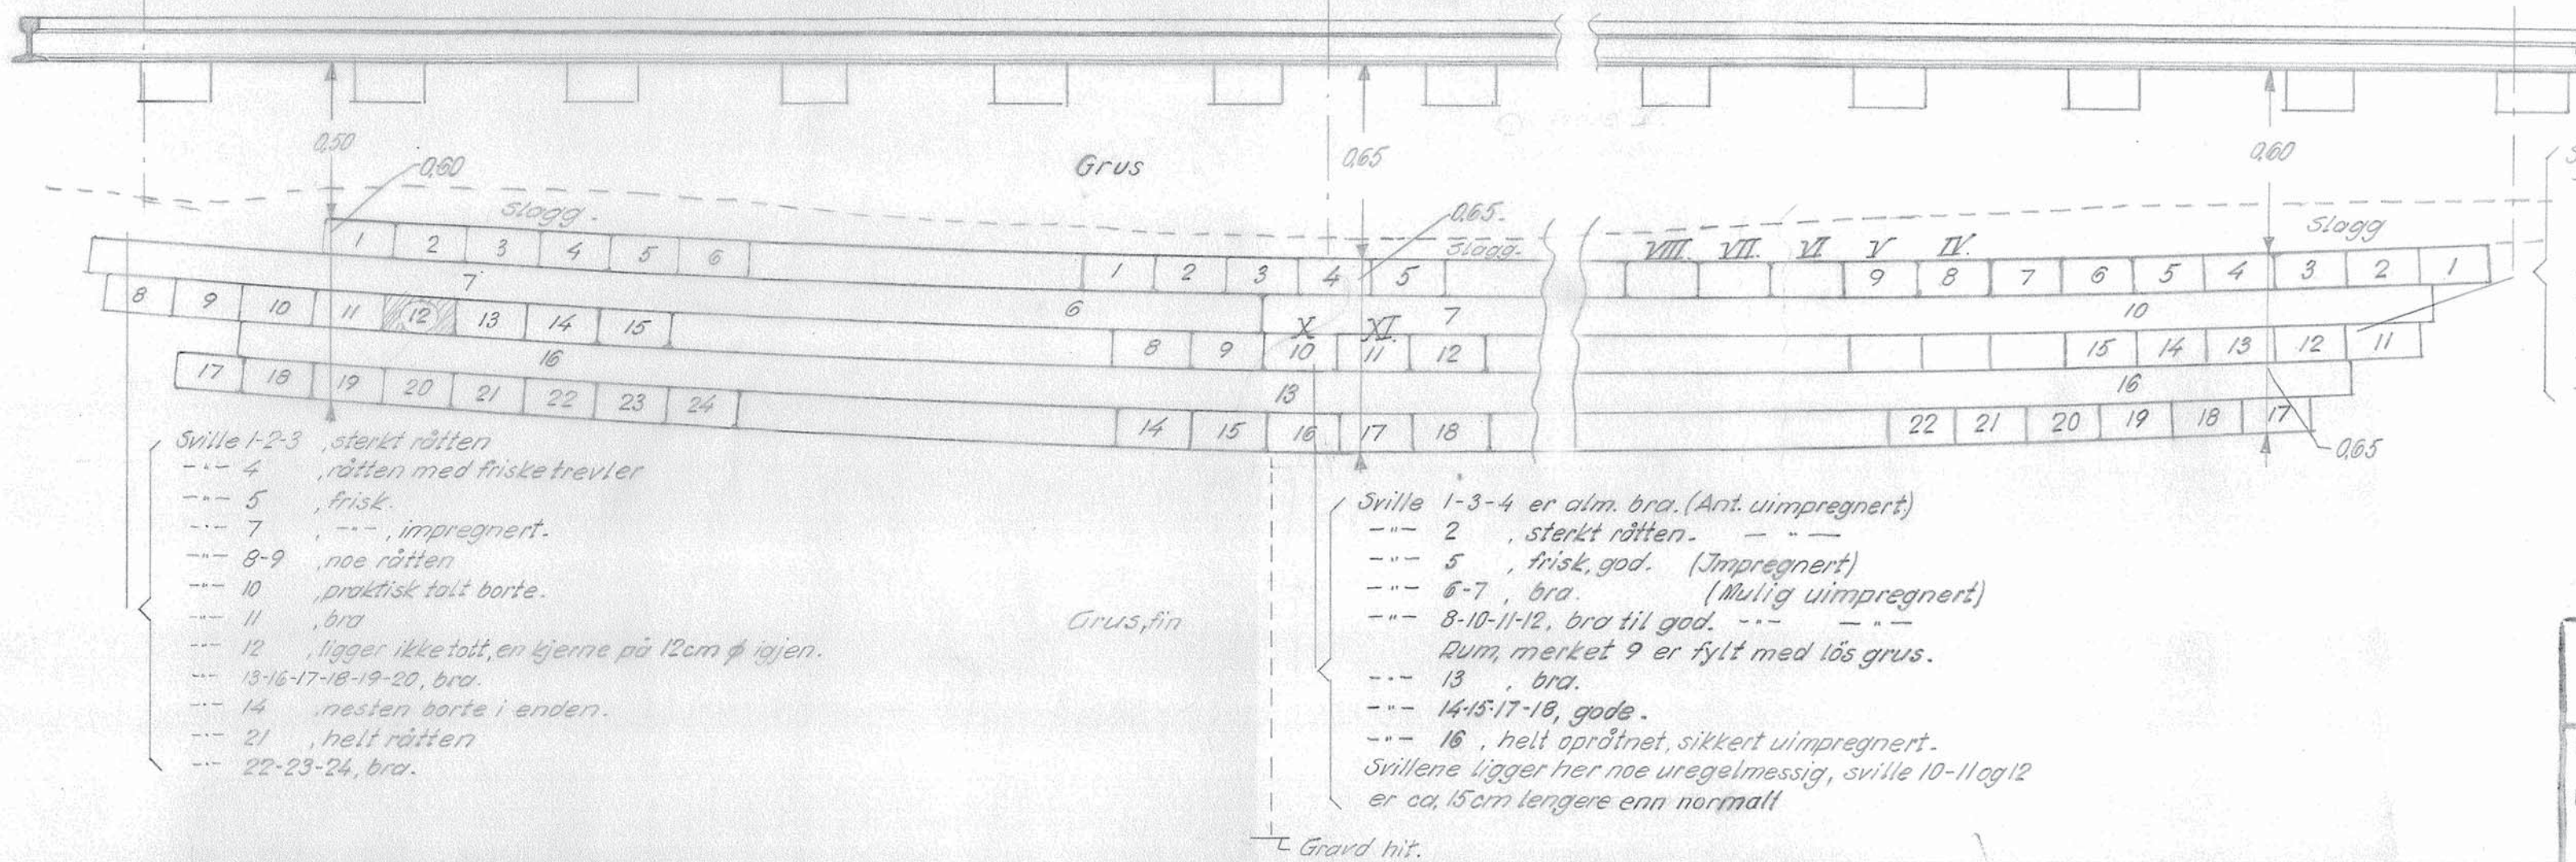 0,50
0,60
Grus
0,65
0,60
Slagg.
0,65.
Slagg.
VIII. VII. VI V IV.
Slagg
1 2 3 4 5 6
1 2 3 4 5
9 8 7 6 5 4 3 2 1
7
6
7
10
8 9 10 11 12 13 14 15
X XI.
8 9 10 11 12
15 14 13 12 11
16
13
16
17 18 19 20 21 22 23 24
14 15 16 17 18
22 21 20 19 18 17
0,65
Sville 1-2-3 , sterkt råtten
—"— 4 , råtten med friske trevler
—"— 5 , frisk.
—"— 7 , —"— , impregnert.
—"— 8-9 , noe råtten
—"— 10 , praktisk talt borte.
—"— 11 , bra
—"— 12 , ligger ikke tott, en kjerne på 12cm ϕ igjen.
—"— 13-16-17-18-19-20, bra.
—"— 14 , nesten borte i enden.
—"— 21 , helt råtten
—"— 22-23-24, bra.
Grus, fin
Sville 1-3-4 er alm. bra. (Ant. uimpregnert)
—"— 2 , sterkt råtten. — " —
—"— 5 , frisk, god. (Impregnert)
—"— 6-7 , bra. (Mulig uimpregnert)
—"— 8-10-11-12, bra til god. —"— — " —
Rum, merket 9 er fylt med lös grus.
—"— 13 , bra.
—"— 14-15-17-18, gode.
—"— 16 , helt opråtnet, sikkert uimpregnert.
Svillene ligger her noe uregelmessig, sville 10-11 og 12
er ca. 15cm lengere enn normalt
Gravd hit.